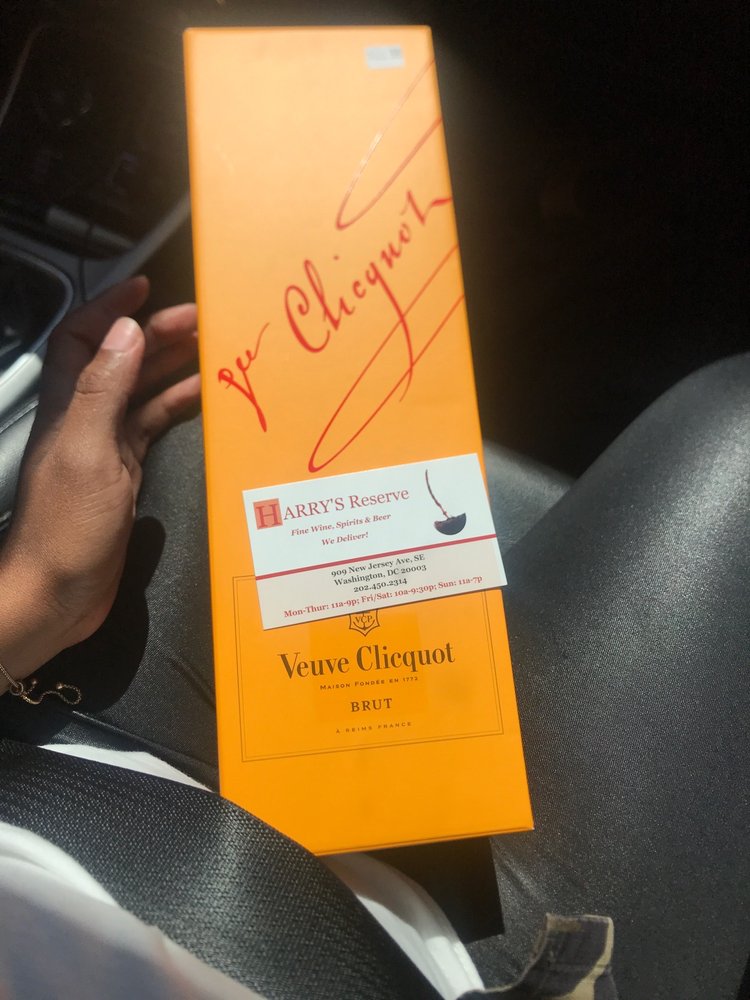 Vve Clicquot
HARRY'S Reserve
Fine Wine, Spirits & Beer
We Deliver!
909 New Jersey Ave, SE
Washington, DC 20003
202.450.2314
Mon-Thur: 11a-9p; Fri/Sat: 10a-9:30p; Sun: 11a-7p
VCP
Veuve Clicquot
MAISON FONDÉE EN 1772
BRUT
À REIMS FRANCE